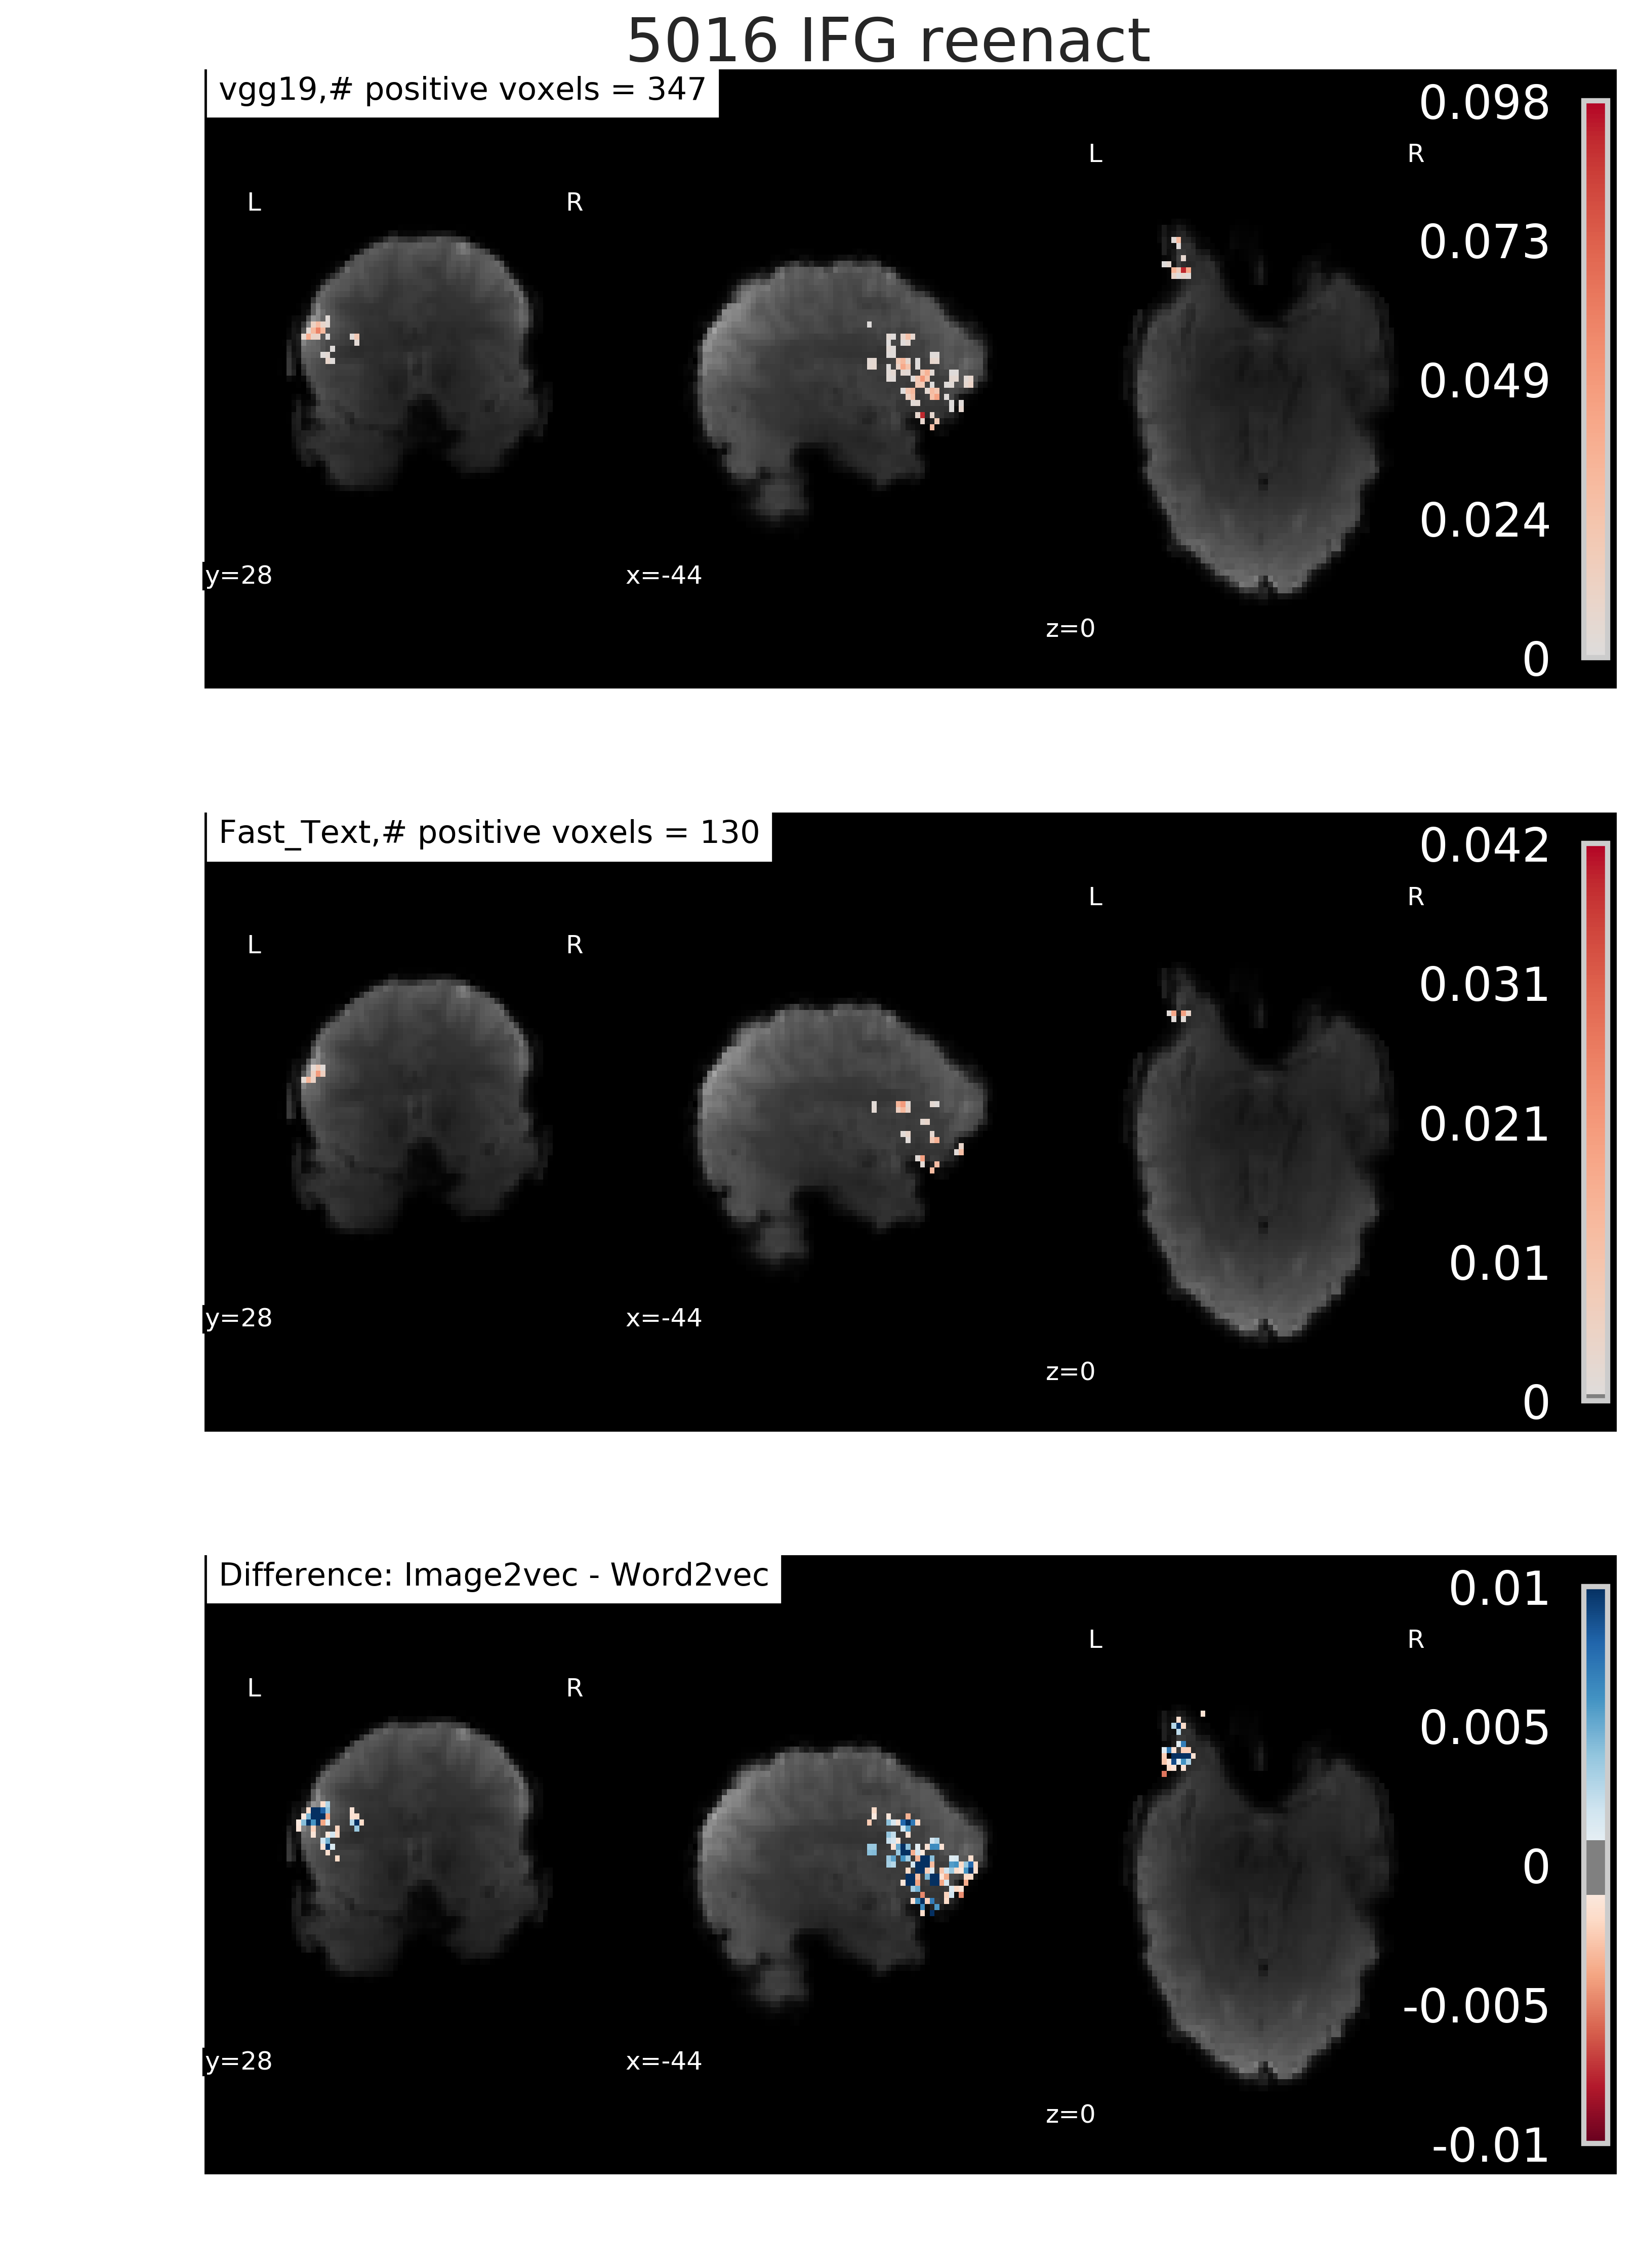 5016 IFG reenact
vgg19,# positive voxels = 347
0.098
L R
L R
0.073
0.049
0.024
y=28 x=-44
z=0
0
Fast_Text,# positive voxels = 130
0.042
L R
L R
0.031
0.021
0.01
y=28 x=-44
z=0
0
Difference: Image2vec - Word2vec
0.01
L R
L R
0.005
0
-0.005
y=28 x=-44
z=0
-0.01